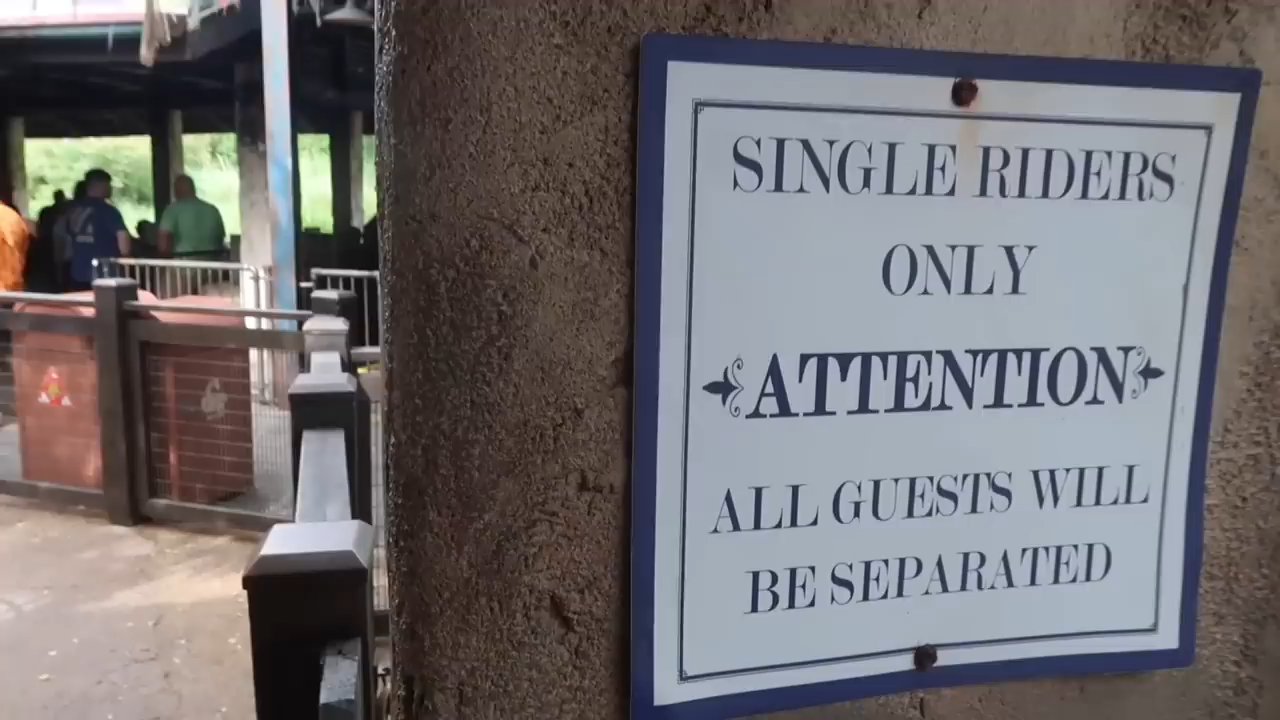 SINGLE RIDERS
ONLY
ATTENTION
ALL GUESTS WILL
BE SEPARATED